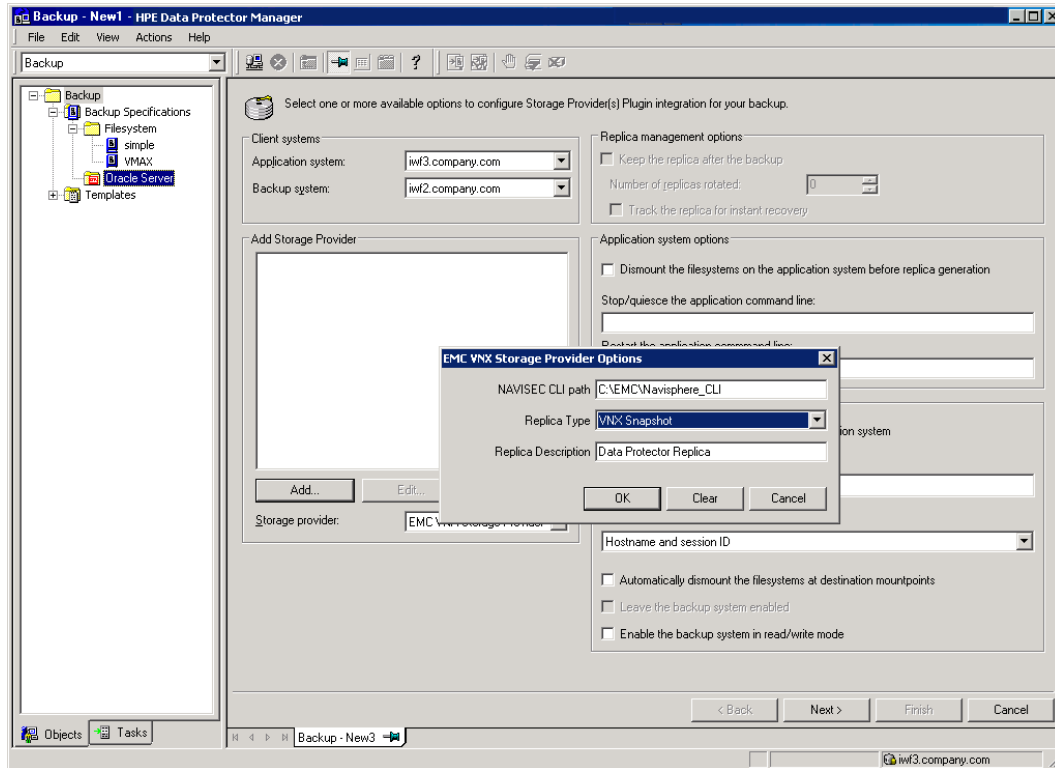 Backup - New1 - HPE Data Protector Manager
File Edit View Actions Help
Backup
Backup
Backup Specifications
Filesystem
simple
VMAX
Oracle Server
Templates
Select one or more available options to configure Storage Provider(s) Plugin integration for your backup.
Client systems
Application system: iwf3.company.com
Backup system: iwf2.company.com
Replica management options
Keep the replica after the backup
Number of replicas rotated: 0
Track the replica for instant recovery
Add Storage Provider
Add... Edit...
Storage provider: EMC
Application system options
Dismount the filesystems on the application system before replica generation
Stop/quiesce the application command line:
EMC VNX Storage Provider Options
NAVISEC CLI path C:\EMC\Navisphere_CLI
Replica Type VNX Snapshot
Replica Description Data Protector Replica
OK Clear Cancel
ion system
Hostname and session ID
Automatically dismount the filesystems at destination mountpoints
Leave the backup system enabled
Enable the backup system in read/write mode
< Back Next > Finish Cancel
Objects Tasks
Backup - New3
iwf3.company.com